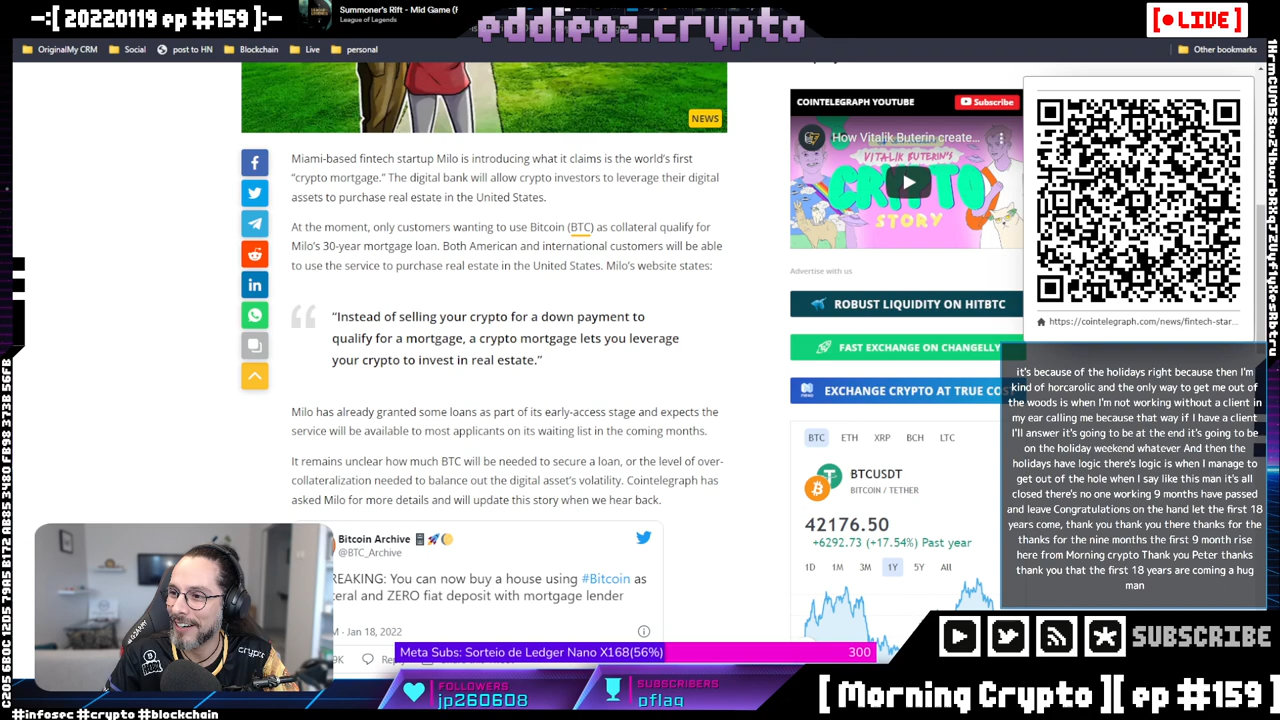 -:[ 20220119 ep #159 ]:-
Summoner's Rift - Mid Game (F
League of Legends
eddieoz.crypto
[ • LIVE ]
OriginalMy CRM
Social
post to HN
Blockchain
Live
personal
Other bookmarks
NEWS
Miami-based fintech startup Milo is introducing what it claims is the world's first
"crypto mortgage." The digital bank will allow crypto investors to leverage their digital
assets to purchase real estate in the United States.
At the moment, only customers wanting to use Bitcoin (BTC) as collateral qualify for
Milo's 30-year mortgage loan. Both American and international customers will be able
to use the service to purchase real estate in the United States. Milo's website states:
"Instead of selling your crypto for a down payment to
qualify for a mortgage, a crypto mortgage lets you leverage
your crypto to invest in real estate."
Milo has already granted some loans as part of its early-access stage and expects the
service will be available to most applicants on its waiting list in the coming months.
It remains unclear how much BTC will be needed to secure a loan, or the level of over-
collateralization needed to balance out the digital asset's volatility. Cointelegraph has
asked Milo for more details and will update this story when we hear back.
Bitcoin Archive
@BTC_Archive
REAKING: You can now buy a house using #Bitcoin as
eral and ZERO fiat deposit with mortgage lender
M · Jan 18, 2022
COINTELEGRAPH YOUTUBE
Subscribe
How Vitalik Buterin create...
VITALIK BUTERIN'S
CRYPTO
STORY
Advertise with us
ROBUST LIQUIDITY ON HITBTC
FAST EXCHANGE ON CHANGELLY
EXCHANGE CRYPTO AT TRUE COS
BTC ETH XRP BCH LTC
BTCUSDT
BITCOIN / TETHER
42176.50
+6292.73 (+17.54%) Past year
1D 1M 3M 1Y 5Y All
https://cointelegraph.com/news/fintech-star...
it's because of the holidays right because then I'm
kind of horcarolic and the only way to get me out of
the woods is when I'm not working without a client in
my ear calling me because that way if I have a client
I'll answer it's going to be at the end it's going to be
on the holiday weekend whatever And then the
holidays have logic there's logic is when I manage to
get out of the hole when I say like this man it's all
closed there's no one working 9 months have passed
and leave Congratulations on the hand let the first 18
years come, thank you thank you there thanks for the
thanks for the nine months the first 9 month rise
here from Morning crypto Thank you Peter thanks
thank you that the first 18 years are coming a hug
man
crypto
Meta Subs: Sorteio de Ledger Nano X168(56%)
300
FOLLOWERS
jp260608
SUBSCRIBERS
pflaq
SUBSCRIBE
[ Morning Crypto ][ ep #159 ]
#infosec #crypto #blockchain